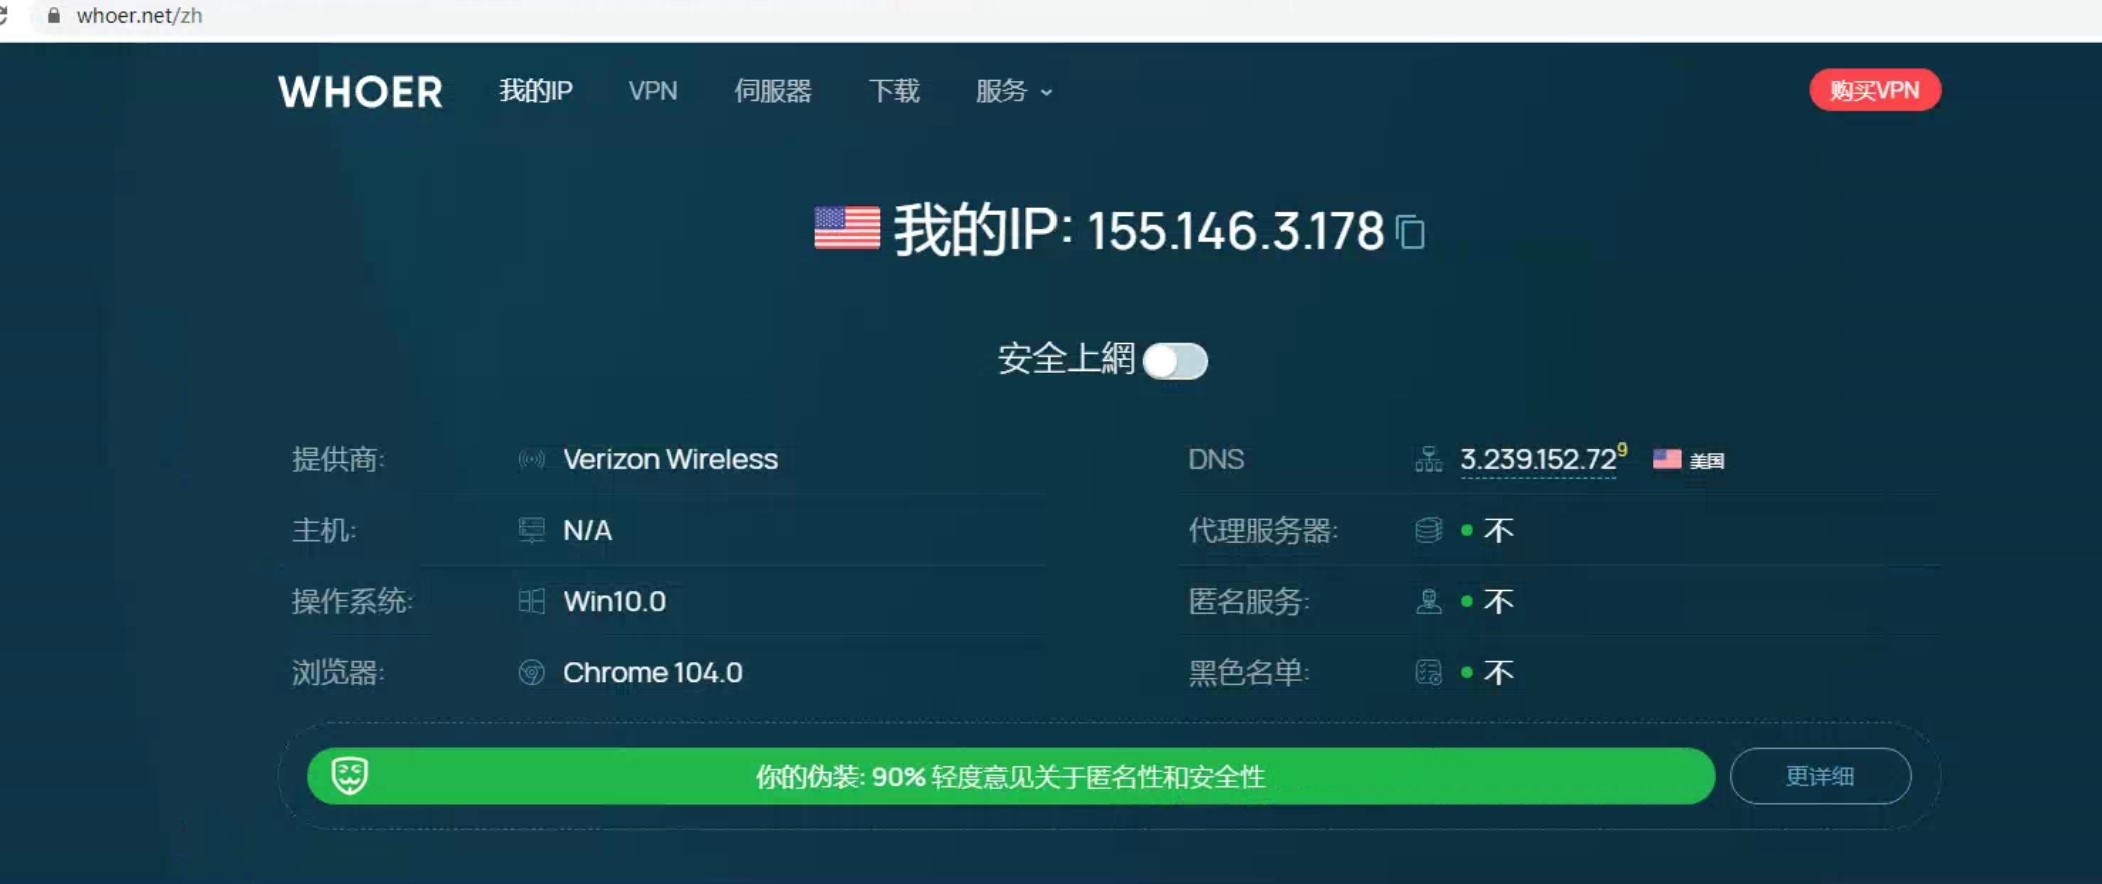 whoer.net/zh
WHOER 我的IP VPN 伺服器 下载 服务 购买VPN
我的IP: 155.146.3.178
安全上網
提供商: Verizon Wireless DNS 3.239.152.72 9 美国
主机: N/A 代理服务器: 不
操作系统: Win10.0 匿名服务: 不
浏览器: Chrome 104.0 黑色名单: 不
你的伪装: 90% 轻度意见关于匿名性和安全性 更详细